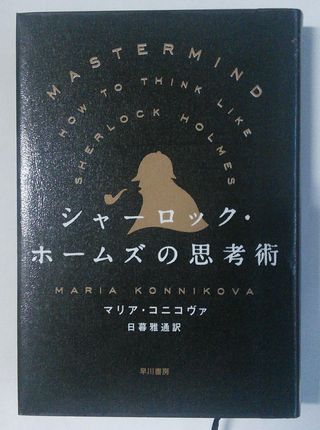 MASTERMIND
HOW TO THINK LIKE
SHERLOCK HOLMES
シャーロック・
ホームズの思考術
MARIA KONNIKOVA
マリア・コニコヴァ
日暮雅通訳
早川書房